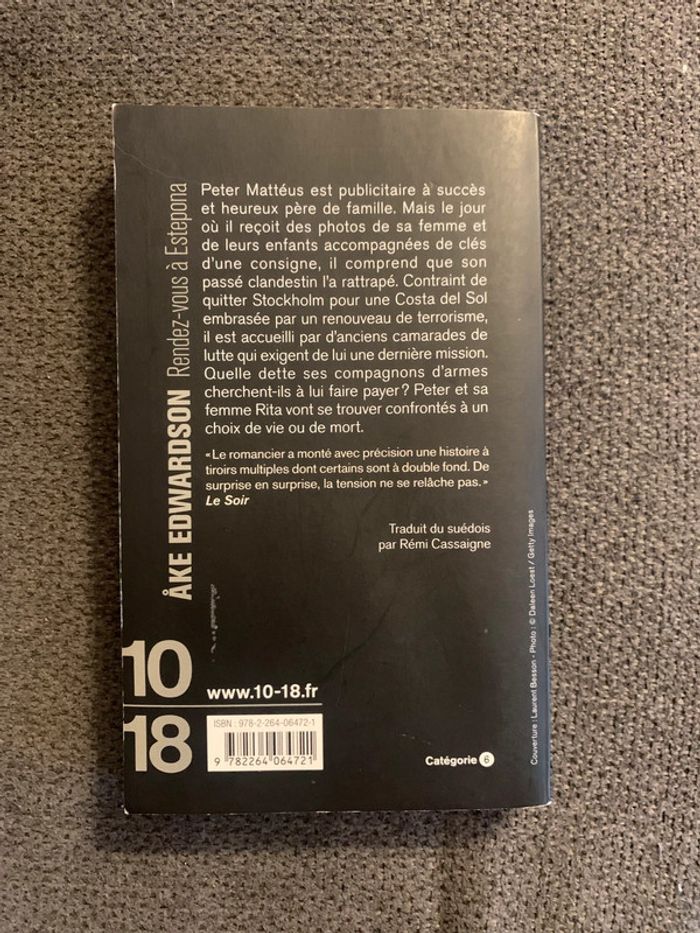 Peter Mattéus est publicitaire à succès
et heureux père de famille. Mais le jour
où il reçoit des photos de sa femme et
de leurs enfants accompagnées de clés
d'une consigne, il comprend que son
passé clandestin l'a rattrapé. Contraint de
quitter Stockholm pour une Costa del Sol
embrasée par un renouveau de terrorisme,
il est accueilli par d'anciens camarades de
lutte qui exigent de lui une dernière mission.
Quelle dette ses compagnons d'armes
cherchent-ils à lui faire payer ? Peter et sa
femme Rita vont se trouver confrontés à un
choix de vie ou de mort.
« Le romancier a monté avec précision une histoire à
tiroirs multiples dont certains sont à double fond. De
surprise en surprise, la tension ne se relâche pas. »
Le Soir
Traduit du suédois
par Rémi Cassaigne
ÅKE EDWARDSON Rendez-vous à Estepona
10
18
www.10-18.fr
ISBN : 978-2-264-06472-1
9 782264 064721
Catégorie 6
Couverture : Laurent Besson - Photo : © Daleen Loest / Getty Images